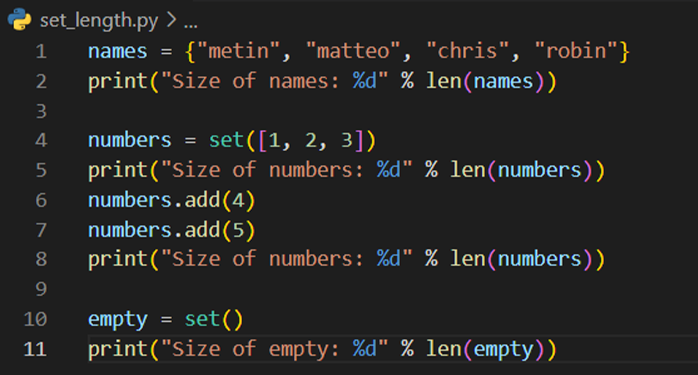 set_length.py > ...
1 names = {"metin", "matteo", "chris", "robin"}
2 print("Size of names: %d" % len(names))
3
4 numbers = set([1, 2, 3])
5 print("Size of numbers: %d" % len(numbers))
6 numbers.add(4)
7 numbers.add(5)
8 print("Size of numbers: %d" % len(numbers))
9
10 empty = set()
11 print("Size of empty: %d" % len(empty))